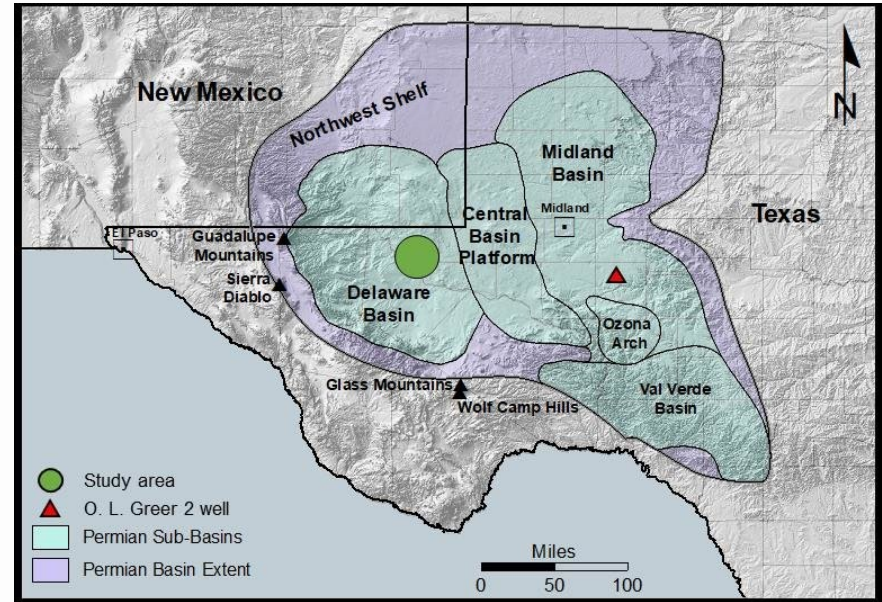 New Mexico
Northwest Shelf
N
Midland
Basin
Midland
Texas
Central
Basin
Platform
El Paso
Guadalupe
Mountains
Sierra
Diablo
Delaware
Basin
Ozona
Arch
Glass Mountains
Wolf Camp Hills
Val Verde
Basin
Study area
O. L. Greer 2 well
Permian Sub-Basins
Permian Basin Extent
Miles
0 50 100